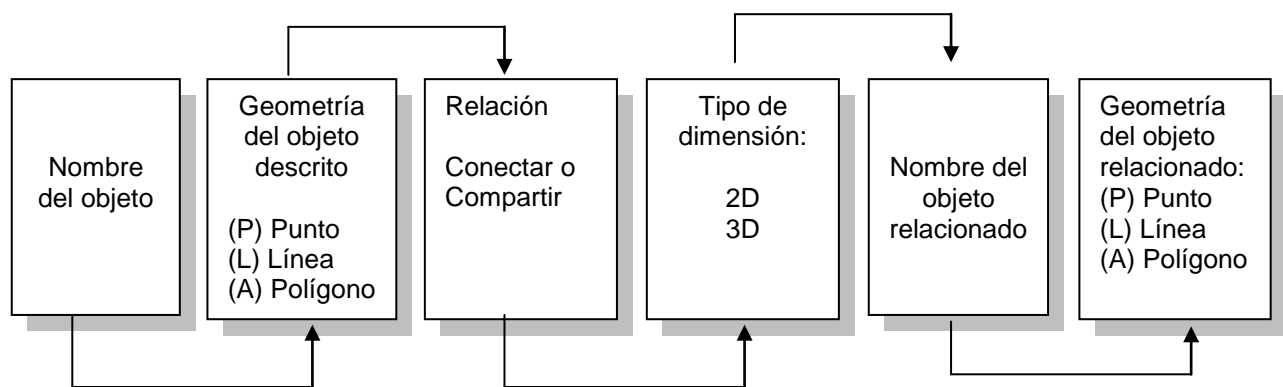 Nombre
del objeto
Geometría
del objeto
descrito
(P) Punto
(L) Línea
(A) Polígono
Relación
Conectar o
Compartir
Tipo de
dimensión:
2D
3D
Nombre del
objeto
relacionado
Geometría
del objeto
relacionado:
(P) Punto
(L) Línea
(A) Polígono